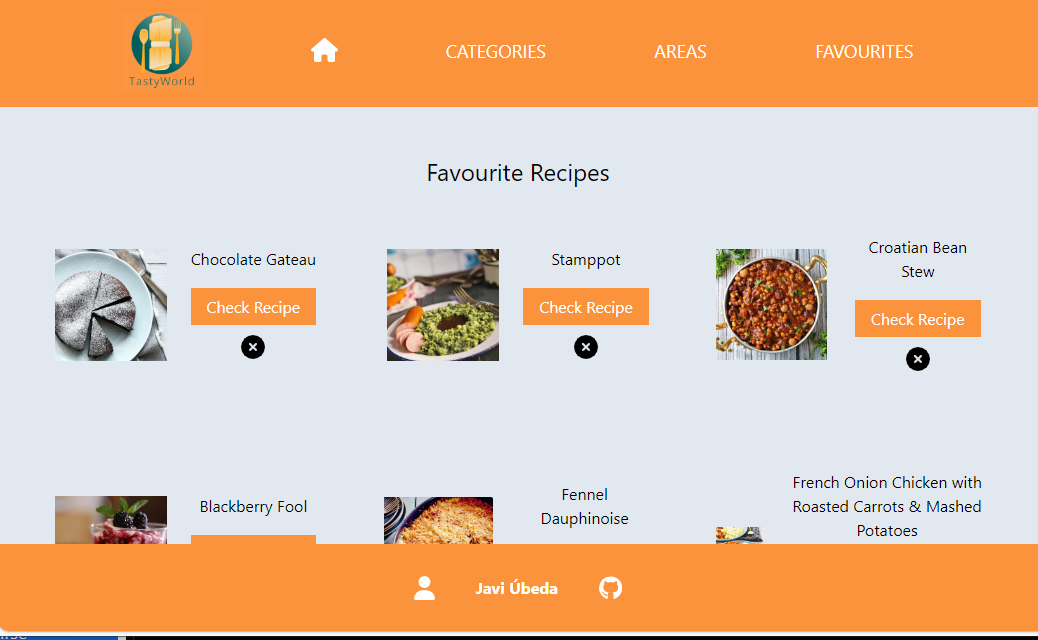 TastyWorld
CATEGORIES
AREAS
FAVOURITES
Favourite Recipes
Chocolate Gateau
Check Recipe
Stamppot
Check Recipe
Croatian Bean
Stew
Check Recipe
Blackberry Fool
Fennel
Dauphinoise
French Onion Chicken with
Roasted Carrots & Mashed
Potatoes
Javi Úbeda